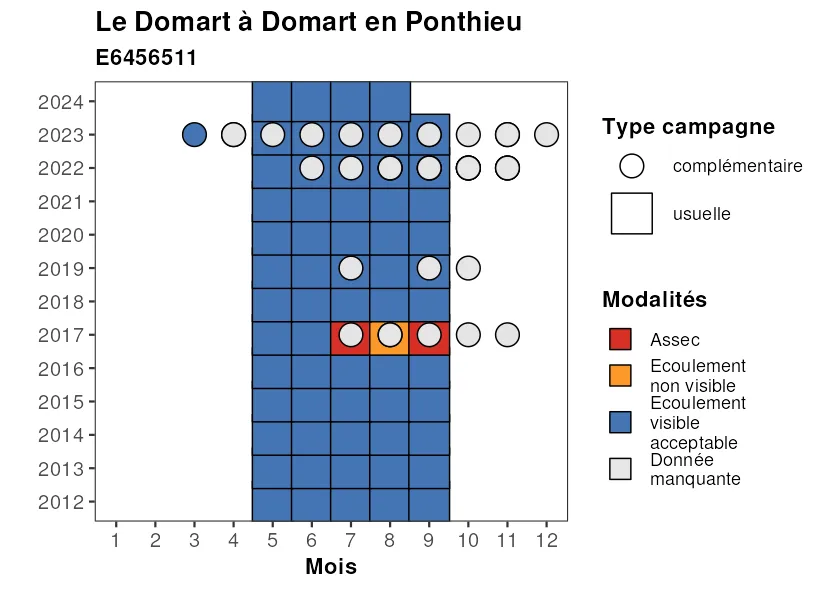 Le Domart à Domart en Ponthieu
E6456511
2024
2023
2022
2021
2020
2019
2018
2017
2016
2015
2014
2013
2012
1 2 3 4 5 6 7 8 9 10 11 12
Mois
Type campagne
complémentaire
usuelle
Modalités
Assec
Ecoulement
non visible
Ecoulement
visible
acceptable
Donnée
manquante